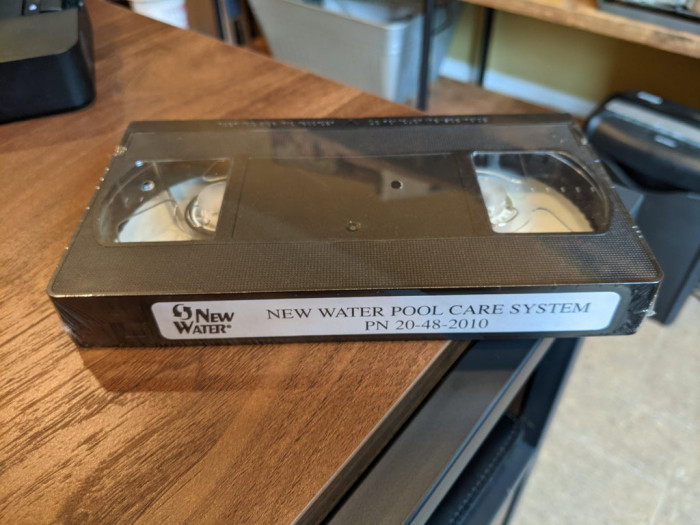 New
Water®
NEW WATER POOL CARE SYSTEM
PN 20-48-2010